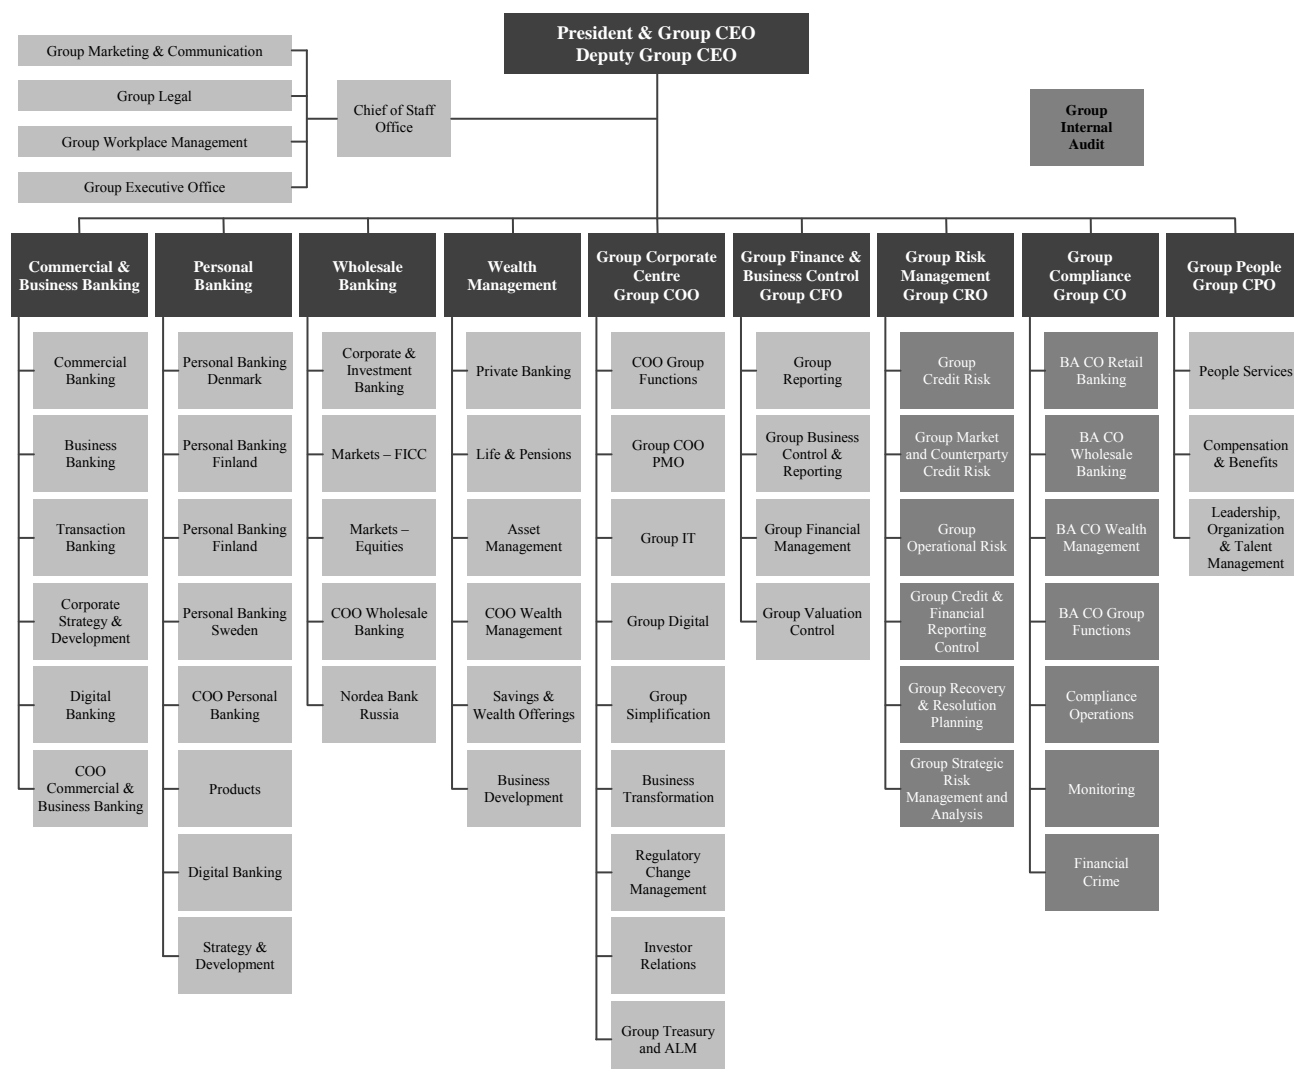 President & Group CEO
Deputy Group CEO
Group Marketing & Communication
Group Legal
Group Workplace Management
Group Executive Office
Chief of Staff
Office
Group
Internal
Audit
Commercial &
Business Banking
Commercial
Banking
Business
Banking
Transaction
Banking
Corporate
Strategy &
Development
Digital
Banking
COO
Commercial &
Business Banking
Personal
Banking
Personal Banking
Denmark
Personal Banking
Finland
Personal Banking
Finland
Personal Banking
Sweden
COO Personal
Banking
Products
Digital Banking
Strategy &
Development
Wholesale
Banking
Corporate &
Investment
Banking
Markets – FICC
Markets –
Equities
COO Wholesale
Banking
Nordea Bank
Russia
Wealth
Management
Private Banking
Life & Pensions
Asset
Management
COO Wealth
Management
Savings &
Wealth Offerings
Business
Development
Group Corporate
Centre
Group COO
COO Group
Functions
Group COO
PMO
Group IT
Group Digital
Group
Simplification
Business
Transformation
Regulatory
Change
Management
Investor
Relations
Group Treasury
and ALM
Group Finance &
Business Control
Group CFO
Group
Reporting
Group Business
Control &
Reporting
Group Financial
Management
Group Valuation
Control
Group Risk
Management
Group CRO
Group
Credit Risk
Group Market
and Counterparty
Credit Risk
Group
Operational Risk
Group Credit &
Financial
Reporting
Control
Group Recovery
& Resolution
Planning
Group Strategic
Risk
Management and
Analysis
Group
Compliance
Group CO
BA CO Retail
Banking
BA CO
Wholesale
Banking
BA CO Wealth
Management
BA CO Group
Functions
Compliance
Operations
Monitoring
Financial
Crime
Group People
Group CPO
People Services
Compensation
& Benefits
Leadership,
Organization
& Talent
Management